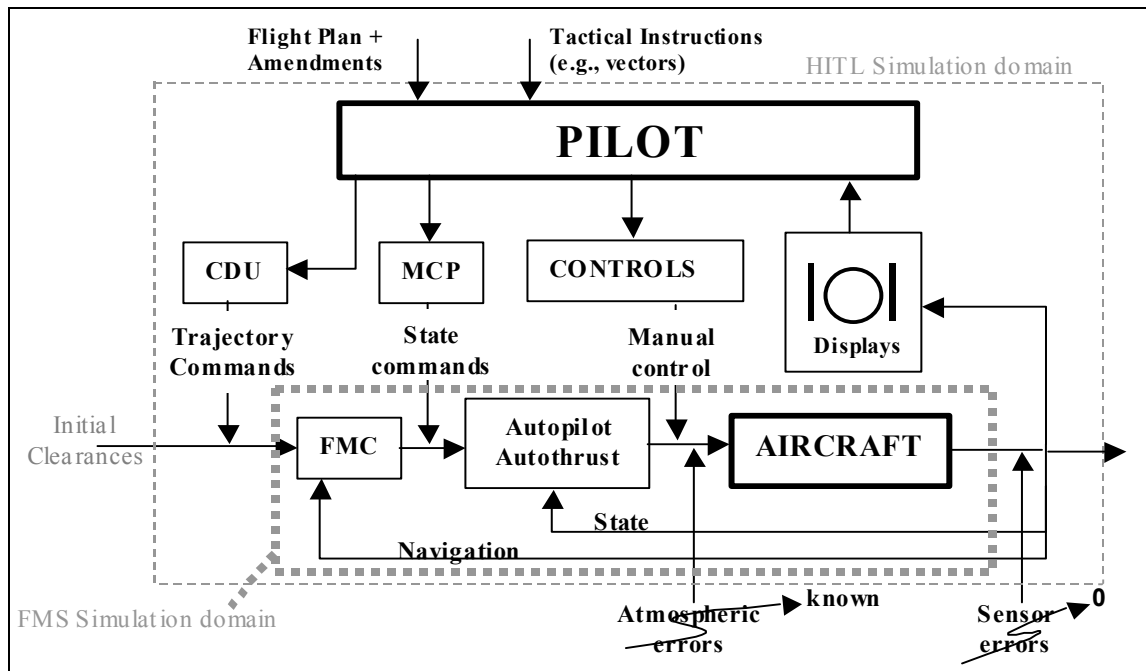 Flight Plan +
Amendments
Tactical Instructions
(e.g., vectors)
HITL Simulation domain
PILOT
CDU
MCP
CONTROLS
Displays
Trajectory
Commands
State
commands
Manual
control
Initial
Clearances
FMC
Autopilot
Autothrust
AIRCRAFT
State
Navigation
FMS Simulation domain
Atmospheric
errors
known
Sensor
errors
0